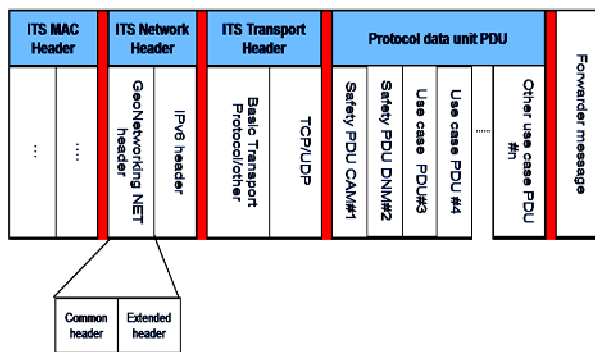 ITS MAC
Header
ITS Network
Header
ITS Transport
Header
Protocol data unit PDU
Forwarder message
....
....
GeoNetworking NET
header
IPv6 header
Basic Transport
Protocol/other
TCP/UDP
Safety PDU CAM#1
Safety PDU DNM#2
Use case PDU#3
Use case PDU #4
.....
Other use case PDU
#n
Common
header
Extended
header